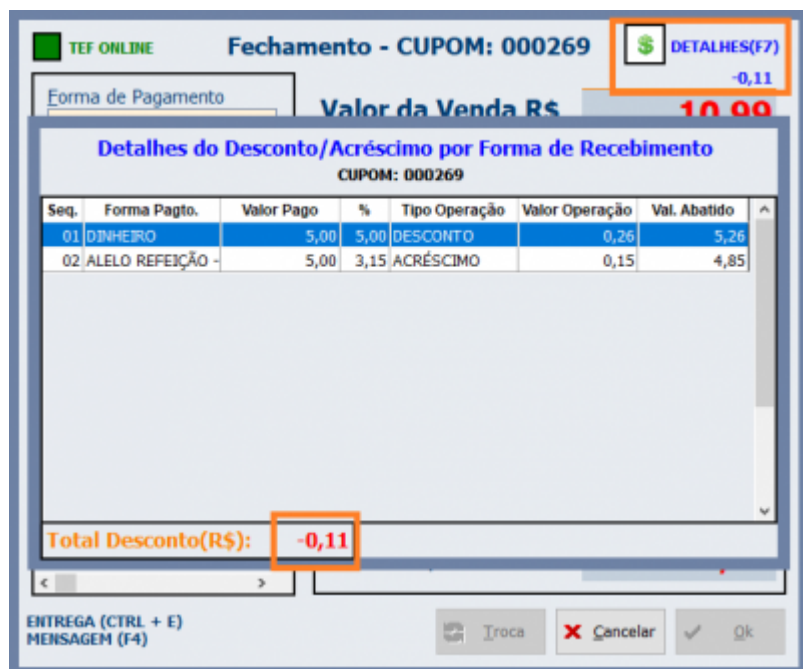 TEF ONLINE
Fechamento - CUPOM: 000269
DETALHES(F7)
-0,11
Forma de Pagamento
Valor da Venda R$
10,99
Detalhes do Desconto/Acréscimo por Forma de Recebimento
CUPOM: 000269
Seq. Forma Pagto. Valor Pago % Tipo Operação Valor Operação Val. Abatido
01 DINHEIRO 5,00 5,00 DESCONTO 0,26 5,26
02 ALELO REFEIÇÃO - 5,00 3,15 ACRÉSCIMO 0,15 4,85
Total Desconto(R$): -0,11
ENTREGA (CTRL + E)
MENSAGEM (F4)
Troca
Cancelar
Ok